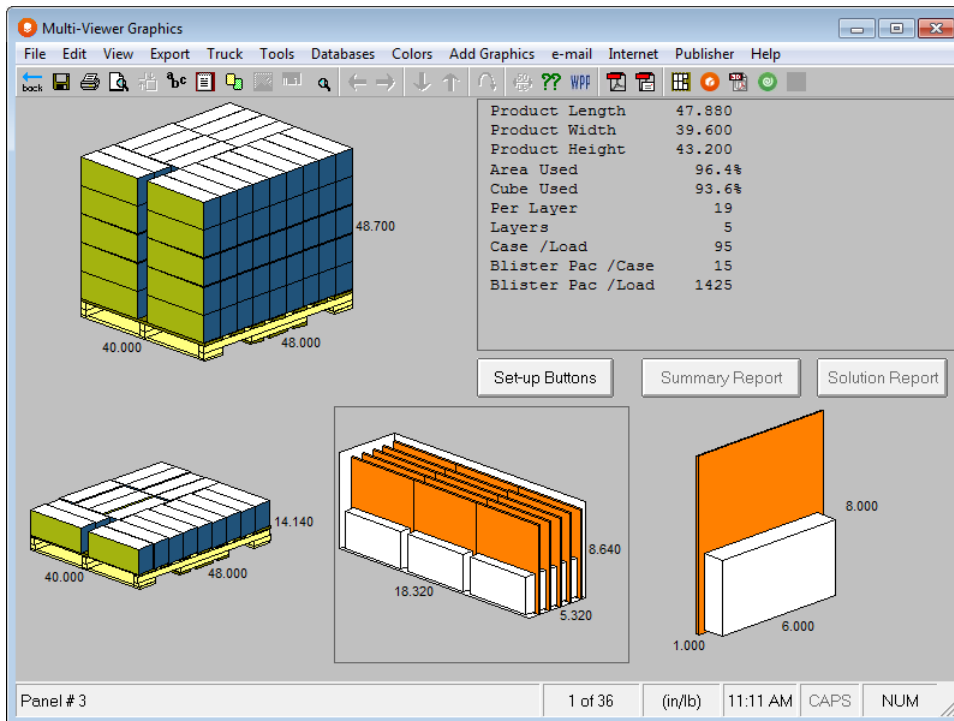 Multi-Viewer Graphics
File Edit View Export Truck Tools Databases Colors Add Graphics e-mail Internet Publisher Help
back abc ?? WPF
Product Length 47.880
Product Width 39.600
Product Height 43.200
Area Used 96.4%
Cube Used 93.6%
Per Layer 19
Layers 5
Case /Load 95
Blister Pac /Case 15
Blister Pac /Load 1425
48.700
40.000
48.000
Set-up Buttons Summary Report Solution Report
14.140
40.000
48.000
8.640
18.320
5.320
8.000
6.000
1.000
Panel # 3 1 of 36 (in/lb) 11:11 AM CAPS NUM